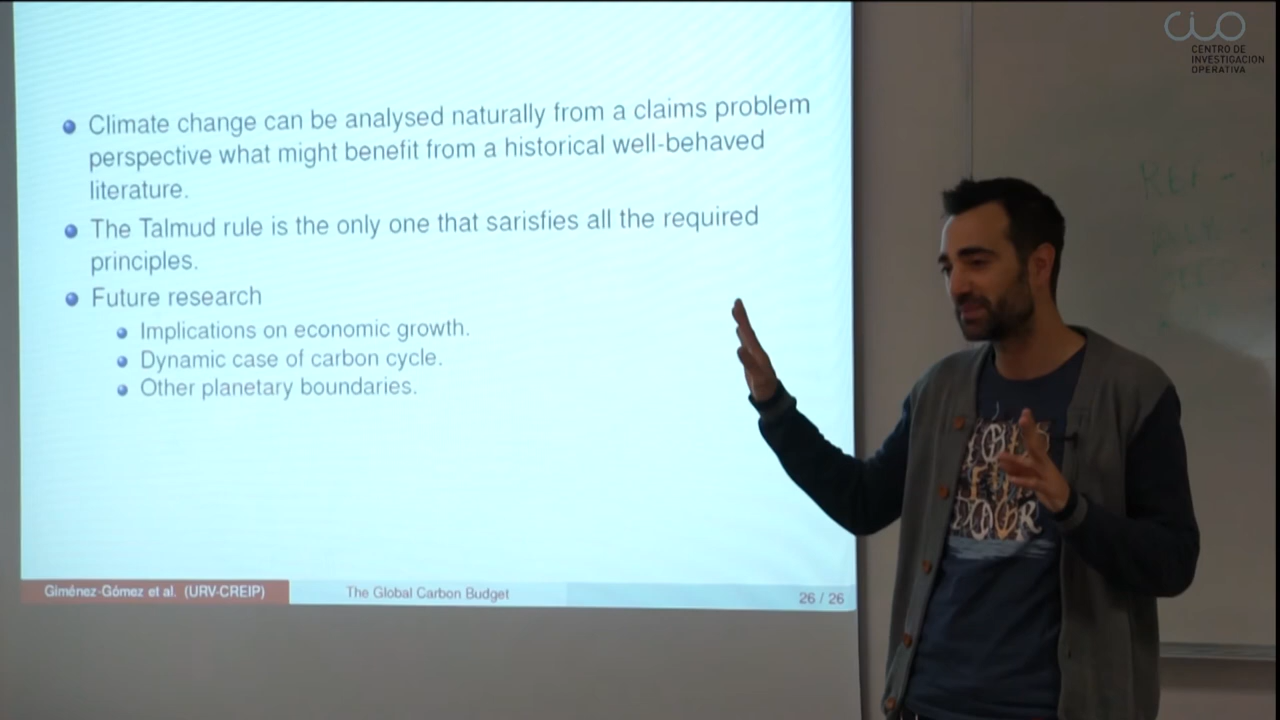 CIO
CENTRO DE
INVESTIGACION
OPERATIVA
Climate change can be analysed naturally from a claims problem
perspective what might benefit from a historical well-behaved
literature.
The Talmud rule is the only one that sarisfies all the required
principles.
Future research
Implications on economic growth.
Dynamic case of carbon cycle.
Other planetary boundaries.
Giménez-Gómez et al. (URV-CREIP)
The Global Carbon Budget
26 / 26